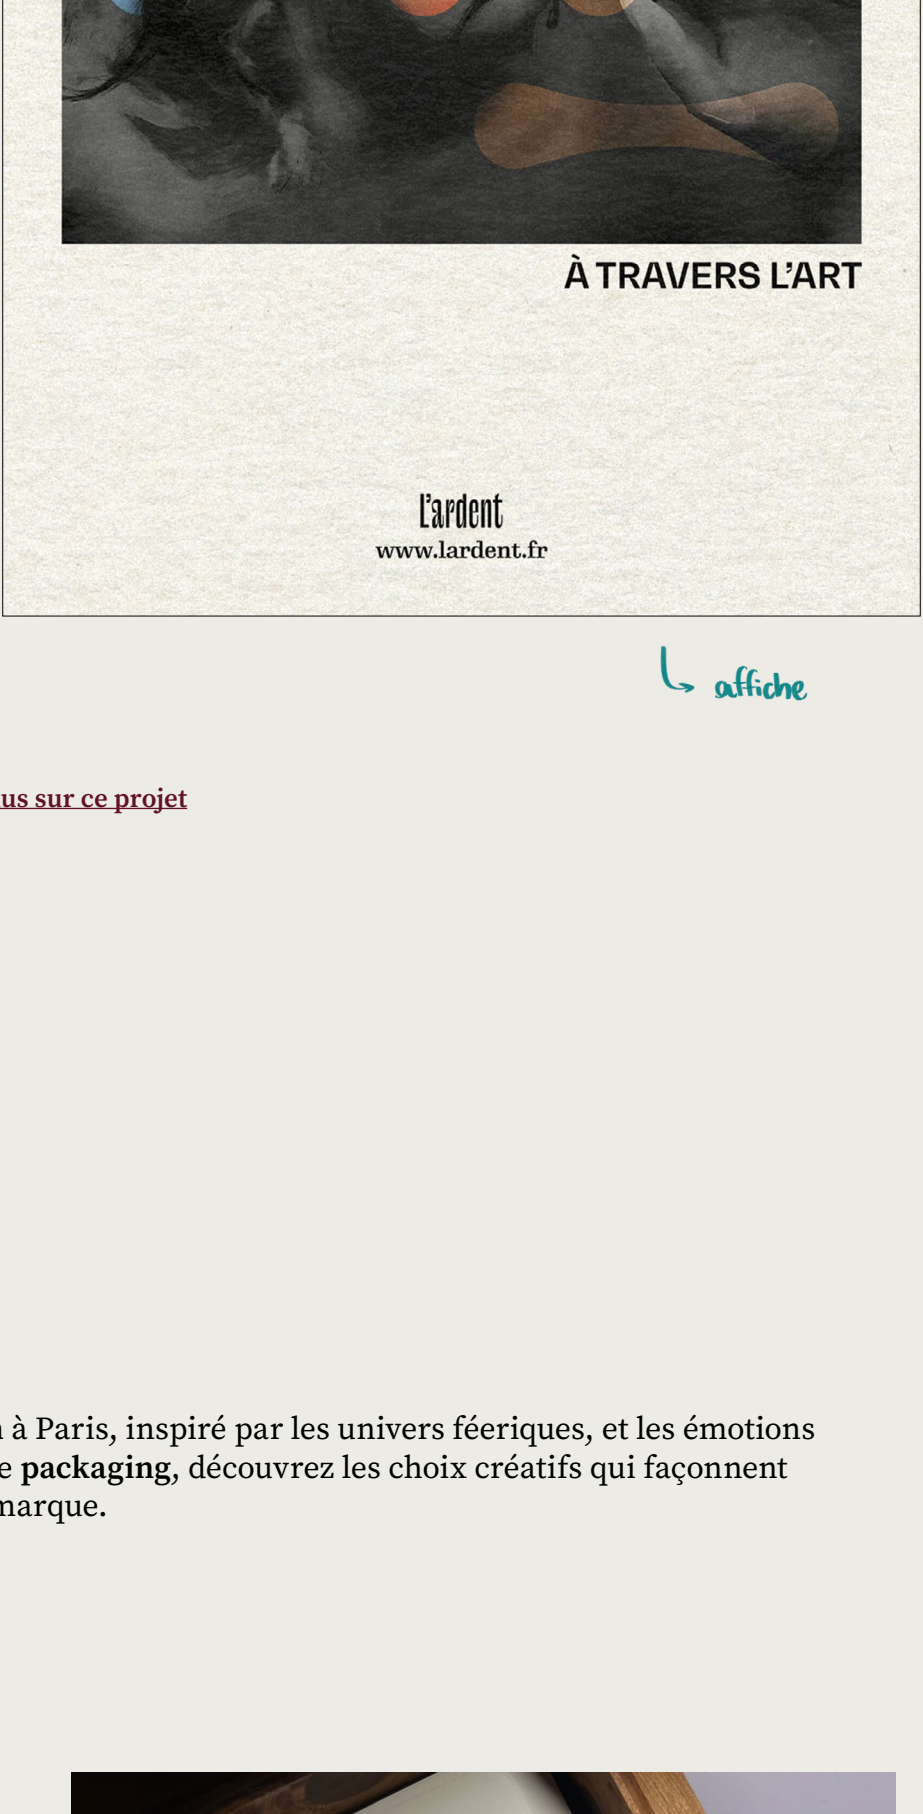 À TRAVERS L'ART
L'ardent
www.lardent.fr
affiche
us sur ce projet
à Paris, inspiré par les univers féeriques, et les émotions
packaging, découvrez les choix créatifs qui façonnent
marque.